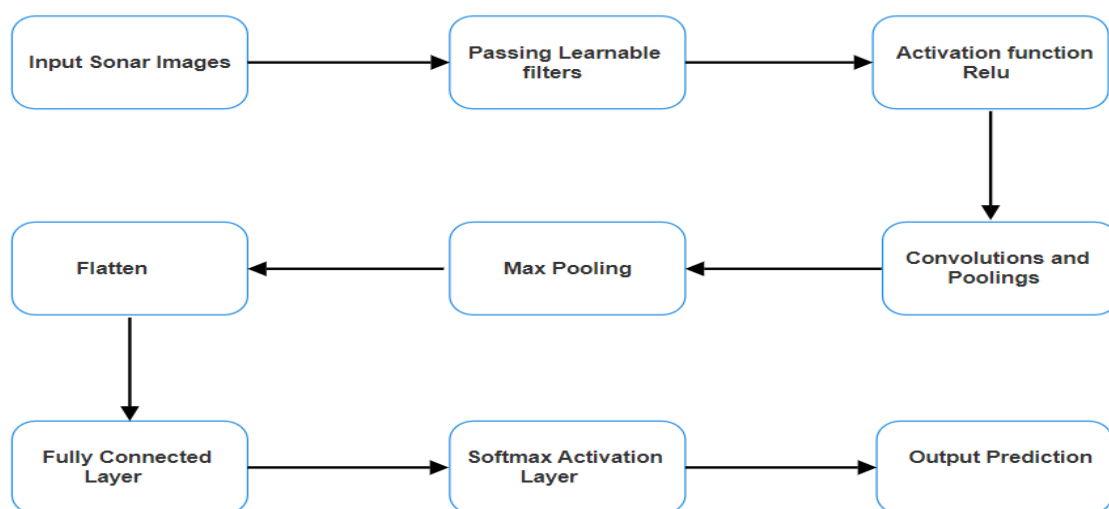 Input Sonar Images
Passing Learnable
filters
Activation function
Relu
Convolutions and
Poolings
Max Pooling
Flatten
Fully Connected
Layer
Softmax Activation
Layer
Output Prediction